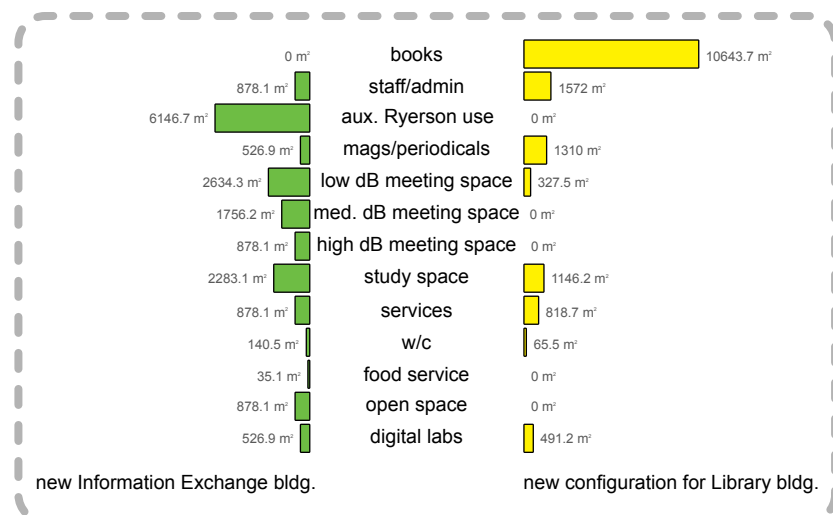 0 m² books 10643.7 m²
878.1 m² staff/admin 1572 m²
6146.7 m² aux. Ryerson use 0 m²
526.9 m² mags/periodicals 1310 m²
2634.3 m² low dB meeting space 327.5 m²
1756.2 m² med. dB meeting space 0 m²
878.1 m² high dB meeting space 0 m²
2283.1 m² study space 1146.2 m²
878.1 m² services 818.7 m²
140.5 m² w/c 65.5 m²
35.1 m² food service 0 m²
878.1 m² open space 0 m²
526.9 m² digital labs 491.2 m²
new Information Exchange bldg. new configuration for Library bldg.